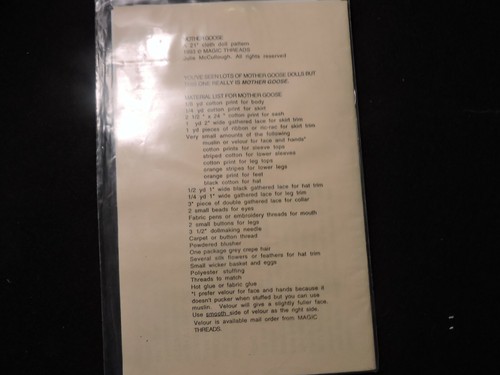 MOTHER GOOSE
21" cloth doll pattern
1993 © MAGIC THREADS
McCullough. All rights reserved
YOU'VE SEEN LOTS OF MOTHER GOOSE DOLLS BUT
THIS ONE REALLY IS MOTHER GOOSE.
MATERIAL LIST FOR MOTHER GOOSE
yd cotton print for body
yd cotton print for skirt
2 1/2 " x 24 " cotton for sash
1 yd 2" wide gathered lace for skirt trim
1 yd pieces of ribbon or ric-rac for skirt trim
Very small amounts of the following
muslin or velour for face and hands*
cotton prints for sleeve tops
striped cotton for lower sleeves
cotton print for leg tops
orange stripes for lower legs
orange print for feet
black cotton for hat
1/2 yd 1" wide black gathered lace for hat trim
1/4 yd 1" wide gathered lace for leg trim
3" piece of double gathered lace for collar
2 small beads for eyes
Fabric pens or embroidery threads for mouth
2 small buttons for legs
3 1/2" dollmaking needle
Carpet or button thread
Powdered blusher
One package grey crepe hair
Several silk flowers or feathers for hat trim
Small wicker basket and eggs
Polyester stuffing
Threads to match
Hot glue or fabric glue
*I prefer velour for face and hands because it
doesn't pucker when stuffed but you can use
muslin. Velour will give a slightly fuller face.
Use smooth side of velour as the right side.
Velour is available mail order from MAGIC
THREADS.